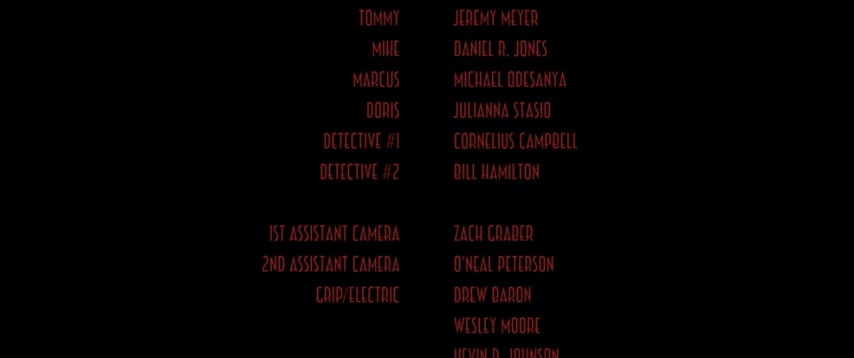 TOMMY JEREMY MEYER
MIKE DANIEL R. JONES
MARCUS MICHAEL ODESANYA
DORIS JULIANNA STASIO
DETECTIVE #1 CORNELIUS CAMPBELL
DETECTIVE #2 BILL HAMILTON
1ST ASSISTANT CAMERA ZACH GRABER
2ND ASSISTANT CAMERA O'NEAL PETERSON
GRIP/ELECTRIC DREW BARON
WESLEY MOORE
JOHNSON